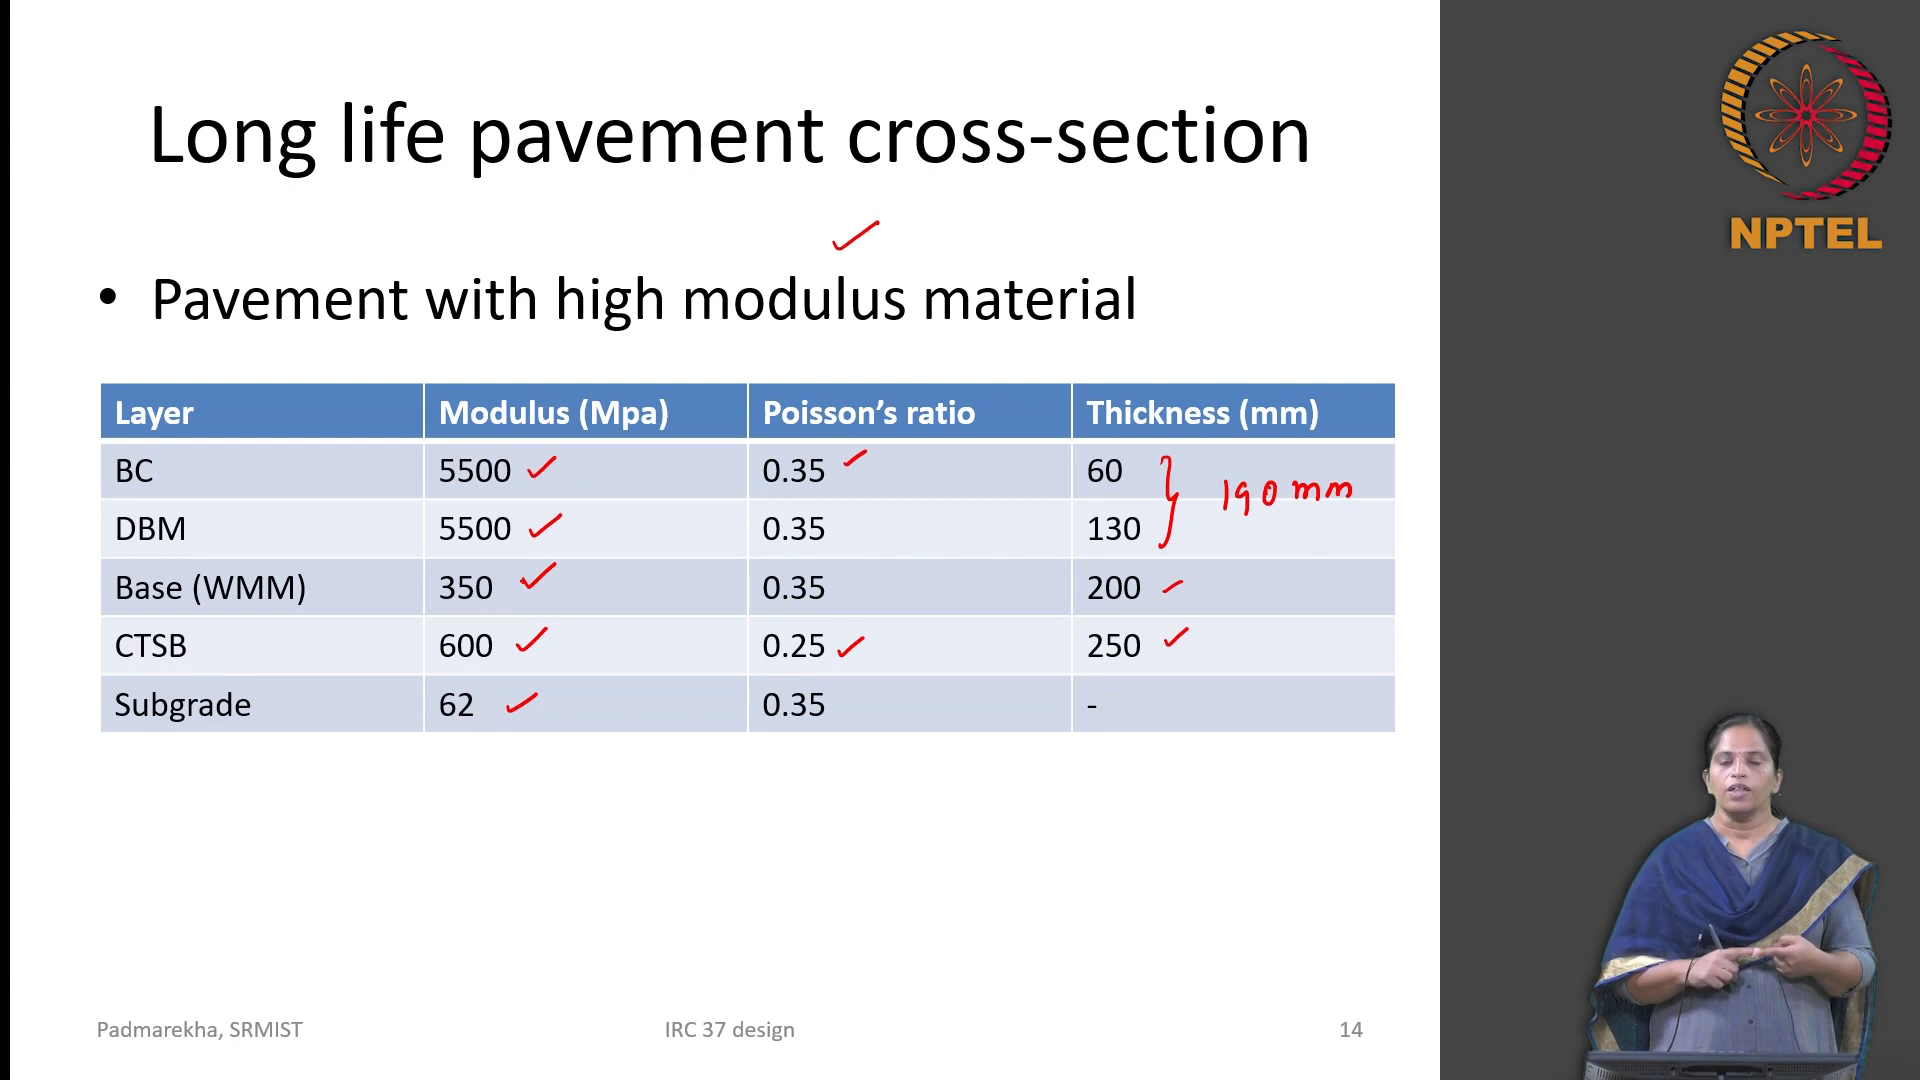 Long life pavement cross-section
NPTEL
• Pavement with high modulus material
Layer Modulus (Mpa) Poisson's ratio Thickness (mm)
BC 5500 0.35 60
190 mm
DBM 5500 0.35 130
Base (WMM) 350 0.35 200
CTSB 600 0.25 250
Subgrade 62 0.35 -
Padmarekha, SRMIST IRC 37 design 14